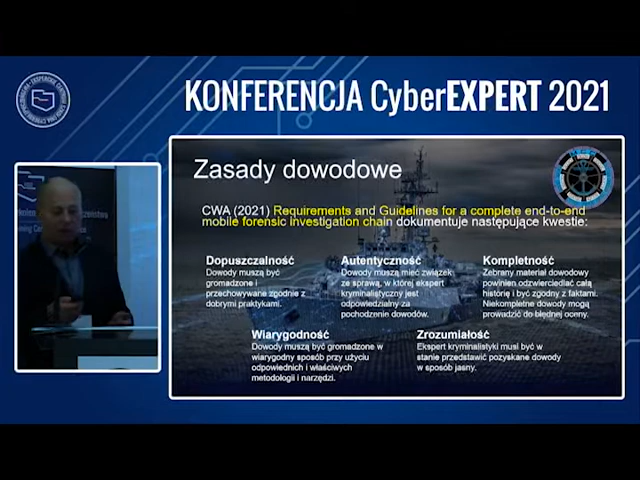 KONFERENCJA CyberEXPERT 2021
Zasady dowodowe
CWA (2021) Requirements and Guidelines for a complete end-to-end
mobile forensic investigation chain dokumentuje następujące kwestie:
Dopuszczalność
Dowody muszą być
gromadzone i
przechowywane zgodnie z
dobrymi praktykami.
Autentyczność
Dowody muszą mieć związek
ze sprawą, w której ekspert
kryminalistyczny jest
odpowiedzialny za
pochodzenie dowodów.
Kompletność
Zebrany materiał dowodowy
powinien odzwierciedlać całą
historię i być zgodny z faktami.
Niekompletne dowody mogą
prowadzić do błędnej oceny.
Wiarygodność
Dowody muszą być gromadzone w
wiarygodny sposób przy użyciu
odpowiednich i właściwych
metodologii i narzędzi.
Zrozumiałość
Ekspert kryminalistyki musi być w
stanie przedstawić pozyskane dowody
w sposób jasny.